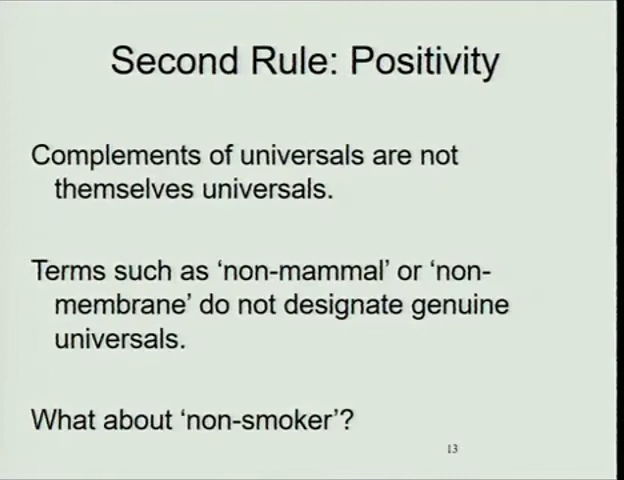 Second Rule: Positivity
Complements of universals are not
themselves universals.
Terms such as ‘non-mammal’ or ‘non-
membrane’ do not designate genuine
universals.
What about ‘non-smoker’?
13